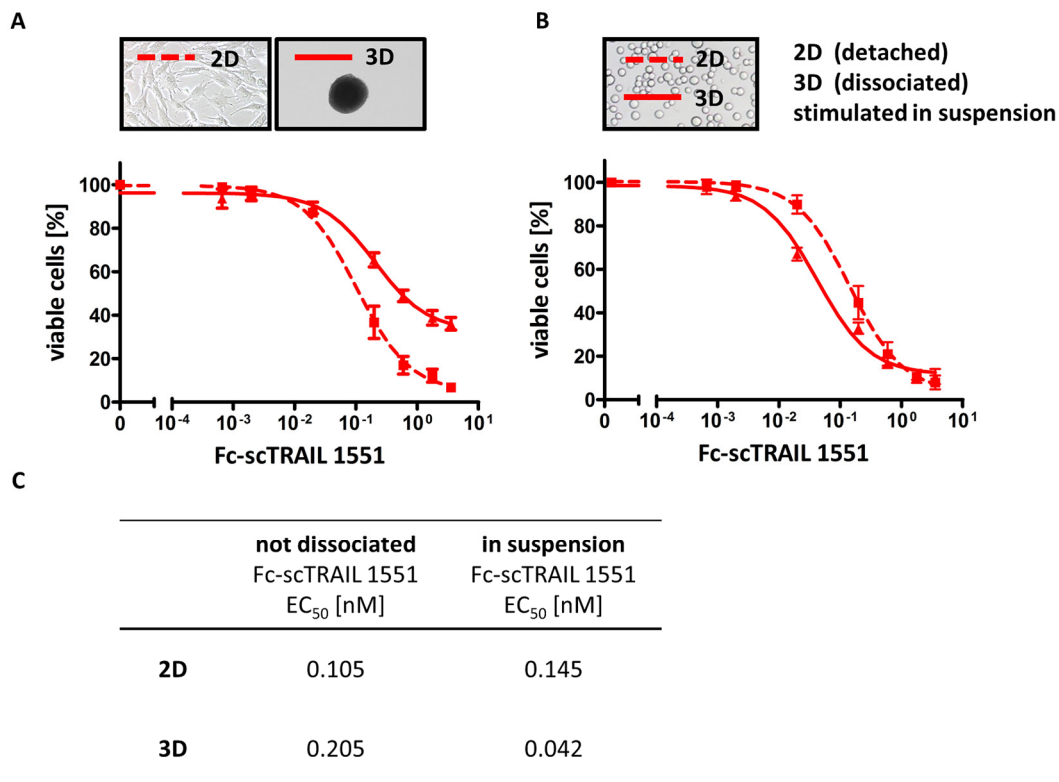 A
2D
3D
viable cells [%]
100
80
60
40
20
0
0 10-4 10-3 10-2 10-1 100 101
Fc-scTRAIL 1551
B
2D
3D
2D (detached)
3D (dissociated)
stimulated in suspension
viable cells [%]
100
80
60
40
20
0
0 10-4 10-3 10-2 10-1 100 101
Fc-scTRAIL 1551
C
not dissociated in suspension
Fc-scTRAIL 1551 Fc-scTRAIL 1551
EC50 [nM] EC50 [nM]
2D 0.105 0.145
3D 0.205 0.042